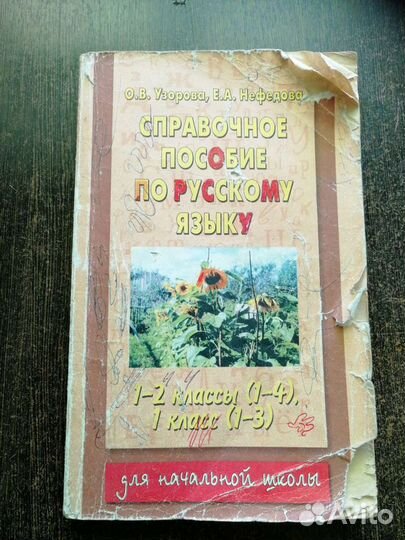 О.В. Узорова, Е.А. Нефедова
СПРАВОЧНОЕ
ПОСОБИЕ
ПО РУССКОМУ
ЯЗЫКУ
1-2 классы (1-4),
1 класс (1-3)
для начальной школы
Avito